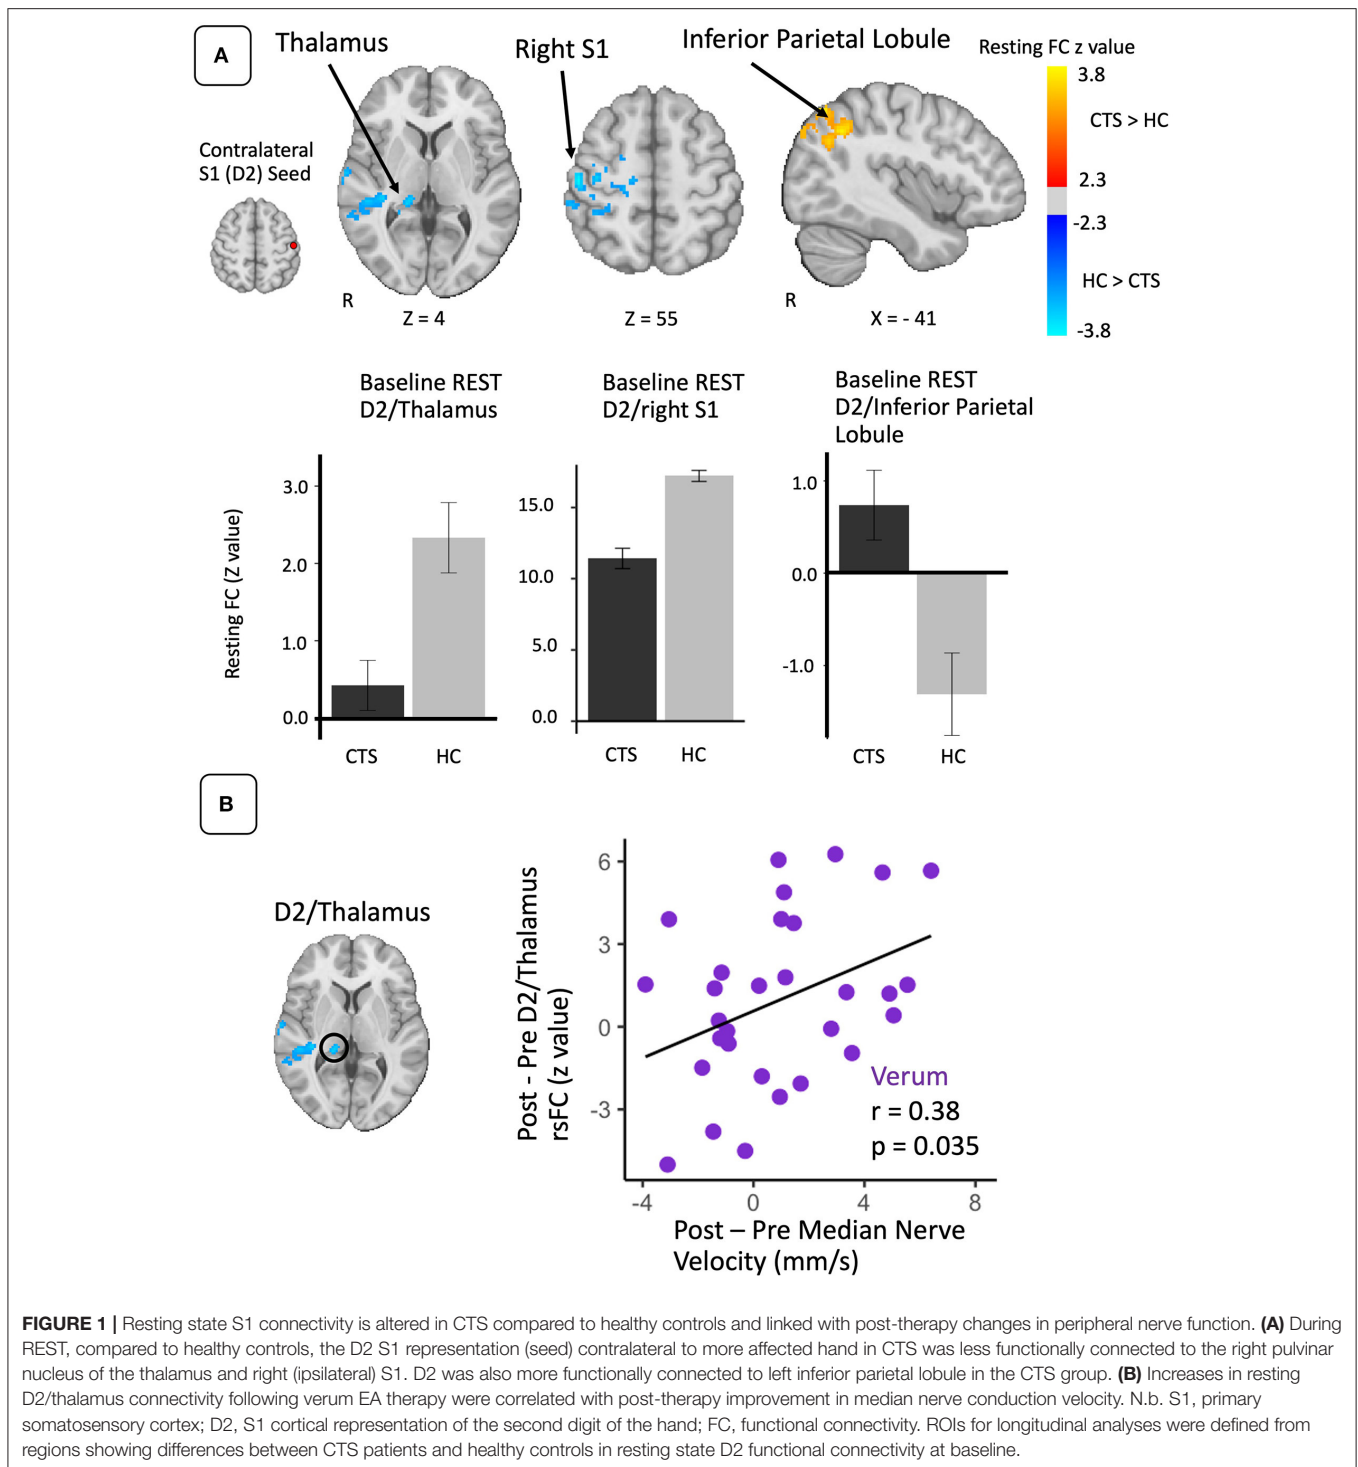 A
Thalamus
Right S1
Inferior Parietal Lobule
Resting FC z value
3.8
CTS > HC
2.3
-2.3
HC > CTS
-3.8
Contralateral
S1 (D2) Seed
R
Z = 4
Z = 55
R
X = - 41
Baseline REST
D2/Thalamus
Resting FC (Z value)
3.0
2.0
1.0
0.0
CTS
HC
Baseline REST
D2/right S1
15.0
10.0
5.0
0.0
CTS
HC
Baseline REST
D2/Inferior Parietal
Lobule
1.0
0.0
-1.0
CTS
HC
B
D2/Thalamus
Post - Pre D2/Thalamus
rsFC (z value)
6
3
0
-3
Verum
r = 0.38
p = 0.035
-4
0
4
8
Post – Pre Median Nerve
Velocity (mm/s)
FIGURE 1 | Resting state S1 connectivity is altered in CTS compared to healthy controls and linked with post-therapy changes in peripheral nerve function. (A) During
REST, compared to healthy controls, the D2 S1 representation (seed) contralateral to more affected hand in CTS was less functionally connected to the right pulvinar
nucleus of the thalamus and right (ipsilateral) S1. D2 was also more functionally connected to left inferior parietal lobule in the CTS group. (B) Increases in resting
D2/thalamus connectivity following verum EA therapy were correlated with post-therapy improvement in median nerve conduction velocity. N.b. S1, primary
somatosensory cortex; D2, S1 cortical representation of the second digit of the hand; FC, functional connectivity. ROIs for longitudinal analyses were defined from
regions showing differences between CTS patients and healthy controls in resting state D2 functional connectivity at baseline.